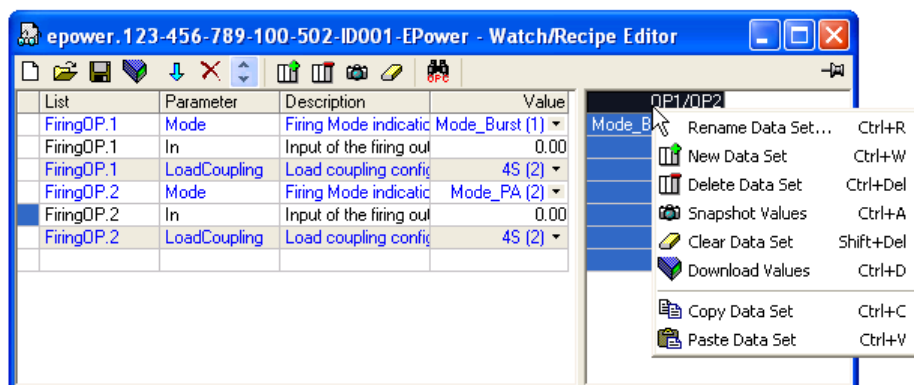 epower.123-456-789-100-502-ID001-EPower - Watch/Recipe Editor
OPC
List Parameter Description Value OP1/OP2
FiringOP.1 Mode Firing Mode indicatic Mode_Burst (1) Mode_B
FiringOP.1 In Input of the firing out 0.00
FiringOP.1 LoadCoupling Load coupling config 4S (2)
FiringOP.2 Mode Firing Mode indicatic Mode_PA (2)
FiringOP.2 In Input of the firing out 0.00
FiringOP.2 LoadCoupling Load coupling config 4S (2)
Rename Data Set... Ctrl+R
New Data Set Ctrl+W
Delete Data Set Ctrl+Del
Snapshot Values Ctrl+A
Clear Data Set Shift+Del
Download Values Ctrl+D
Copy Data Set Ctrl+C
Paste Data Set Ctrl+V